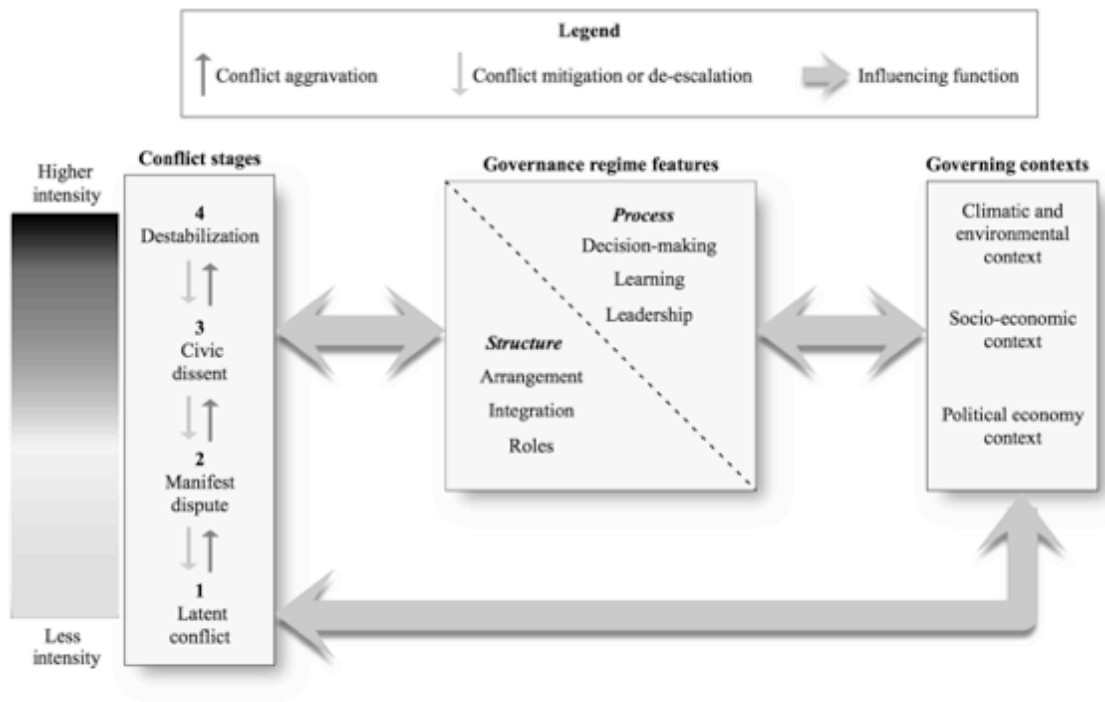 Legend
Conflict aggravation
Conflict mitigation or de-escalation
Influencing function
Conflict stages
Governance regime features
Governing contexts
Higher
intensity
4
Destabilization
3
Civic
dissent
2
Manifest
dispute
1
Latent
conflict
Less
intensity
Process
Decision-making
Learning
Leadership
Structure
Arrangement
Integration
Roles
Climatic and
environmental
context
Socio-economic
context
Political economy
context